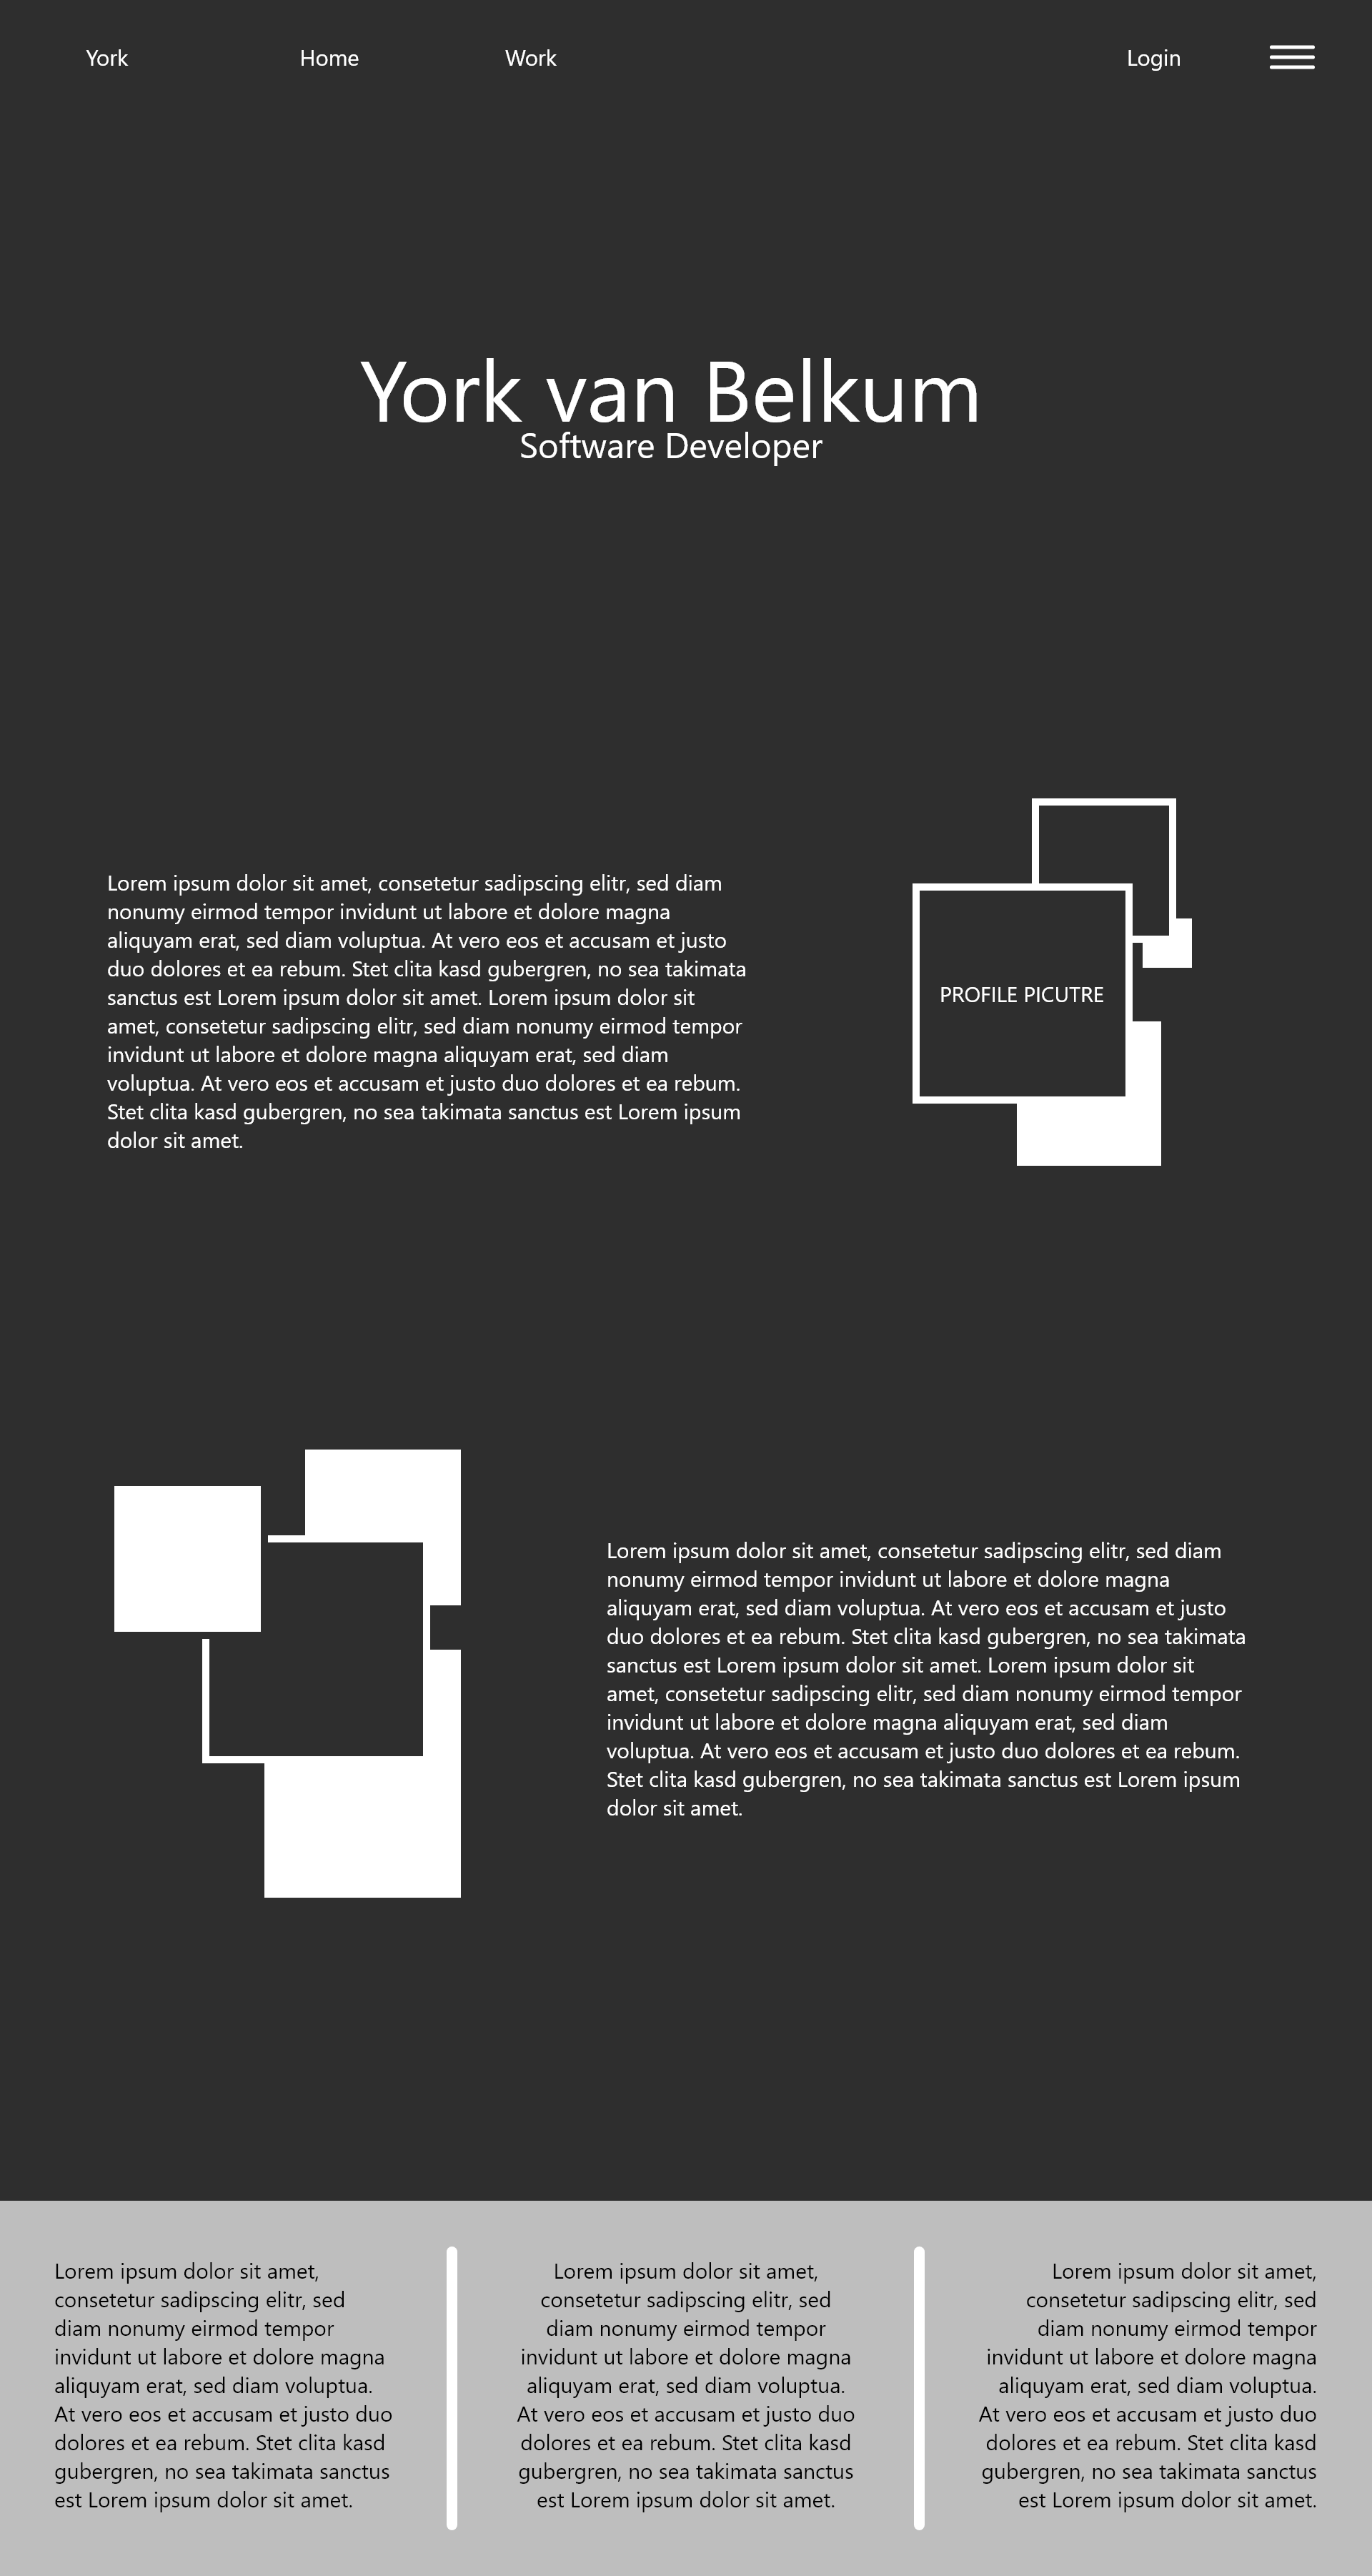 York Home Work Login
York van Belkum
Software Developer
Lorem ipsum dolor sit amet, consetetur sadipscing elitr, sed diam
nonumy eirmod tempor invidunt ut labore et dolore magna
aliquyam erat, sed diam voluptua. At vero eos et accusam et justo
duo dolores et ea rebum. Stet clita kasd gubergren, no sea takimata
sanctus est Lorem ipsum dolor sit amet. Lorem ipsum dolor sit
amet, consetetur sadipscing elitr, sed diam nonumy eirmod tempor
invidunt ut labore et dolore magna aliquyam erat, sed diam
voluptua. At vero eos et accusam et justo duo dolores et ea rebum.
Stet clita kasd gubergren, no sea takimata sanctus est Lorem ipsum
dolor sit amet.
PROFILE PICUTRE
Lorem ipsum dolor sit amet, consetetur sadipscing elitr, sed diam
nonumy eirmod tempor invidunt ut labore et dolore magna
aliquyam erat, sed diam voluptua. At vero eos et accusam et justo
duo dolores et ea rebum. Stet clita kasd gubergren, no sea takimata
sanctus est Lorem ipsum dolor sit amet. Lorem ipsum dolor sit
amet, consetetur sadipscing elitr, sed diam nonumy eirmod tempor
invidunt ut labore et dolore magna aliquyam erat, sed diam
voluptua. At vero eos et accusam et justo duo dolores et ea rebum.
Stet clita kasd gubergren, no sea takimata sanctus est Lorem ipsum
dolor sit amet.
Lorem ipsum dolor sit amet,
consetetur sadipscing elitr, sed
diam nonumy eirmod tempor
invidunt ut labore et dolore magna
aliquyam erat, sed diam voluptua.
At vero eos et accusam et justo duo
dolores et ea rebum. Stet clita kasd
gubergren, no sea takimata sanctus
est Lorem ipsum dolor sit amet.
Lorem ipsum dolor sit amet,
consetetur sadipscing elitr, sed
diam nonumy eirmod tempor
invidunt ut labore et dolore magna
aliquyam erat, sed diam voluptua.
At vero eos et accusam et justo duo
dolores et ea rebum. Stet clita kasd
gubergren, no sea takimata sanctus
est Lorem ipsum dolor sit amet.
Lorem ipsum dolor sit amet,
consetetur sadipscing elitr, sed
diam nonumy eirmod tempor
invidunt ut labore et dolore magna
aliquyam erat, sed diam voluptua.
At vero eos et accusam et justo duo
dolores et ea rebum. Stet clita kasd
gubergren, no sea takimata sanctus
est Lorem ipsum dolor sit amet.